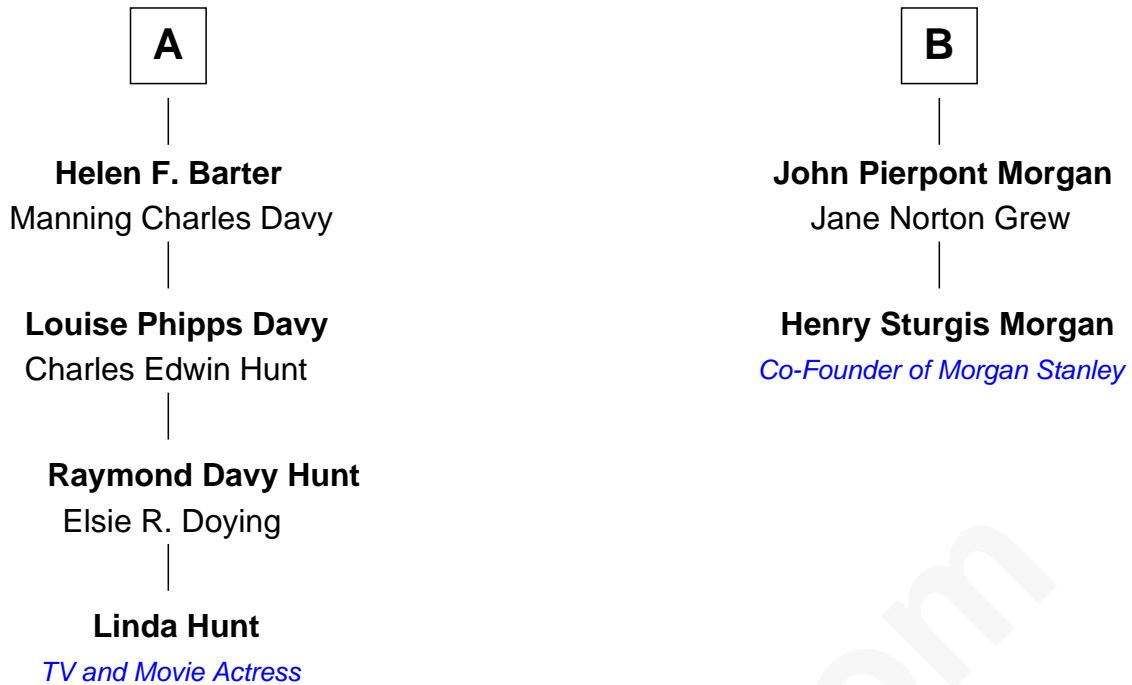 A
Helen F. Barter
Manning Charles Davy
Louise Phipps Davy
Charles Edwin Hunt
Raymond Davy Hunt
Elsie R. Doying
Linda Hunt
TV and Movie Actress
B
John Pierpont Morgan
Jane Norton Grew
Henry Sturgis Morgan
Co-Founder of Morgan Stanley
om